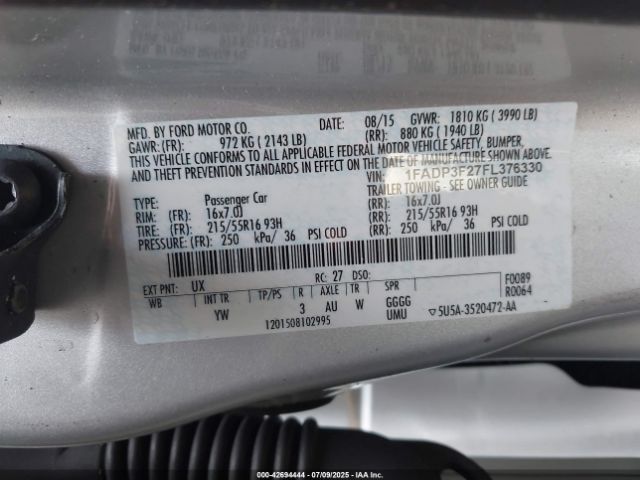 MFD. BY FORD MOTOR CO. DATE: 08/15 GVWR: 1810 KG ( 3990 LB)
GAWR: (FR): 972 KG ( 2143 LB) (RR): 880 KG ( 1940 LB)
THIS VEHICLE CONFORMS TO ALL APPLICABLE FEDERAL MOTOR VEHICLE SAFETY, BUMPER,
AND THEFT PREVENTION STANDARDS IN EFFECT ON THE DATE OF MANUFACTURE SHOWN ABOVE
VIN: 1FADP3F27FL376330
TYPE: Passenger Car TRAILER TOWING - SEE OWNER GUIDE
RIM: (FR): 16x7.0J (RR): 16x7.0J
TIRE: (FR): 215/55R16 93H (RR): 215/55R16 93H
PRESSURE: (FR): 250 kPa/ 36 PSI COLD (RR): 250 kPa/ 36 PSI COLD
EXT PNT: UX RC: 27 DSO: F0089
WB INT TR TP/PS R AXLE TR SPR R0064
YW 3 AU W GGGG
UMU ▽5U5A-3520472-AA
1201508102995
000-42694444 | 07/09/2025 - IAA Inc.